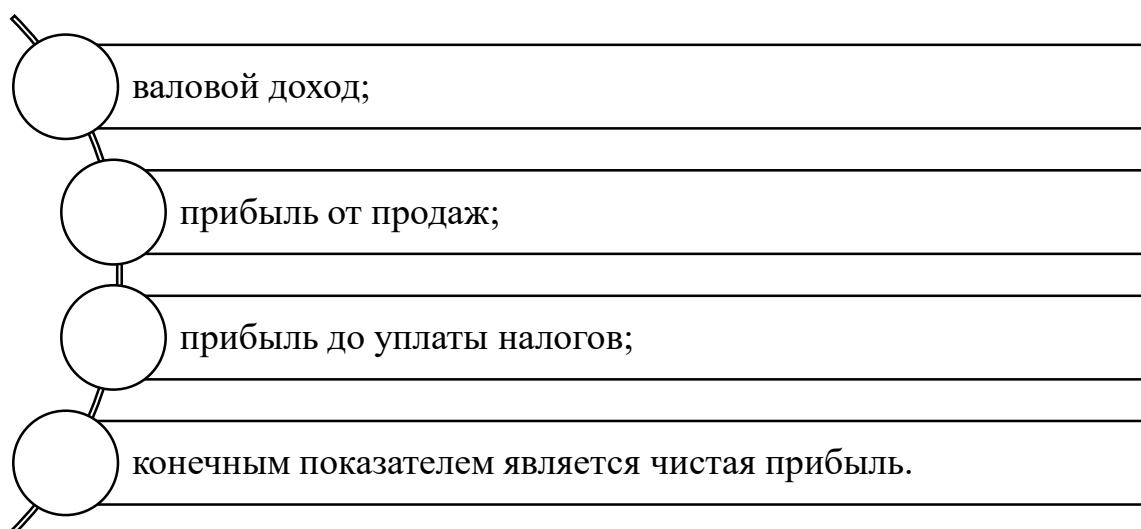 валовой доход;
прибыль от продаж;
прибыль до уплаты налогов;
конечным показателем является чистая прибыль.